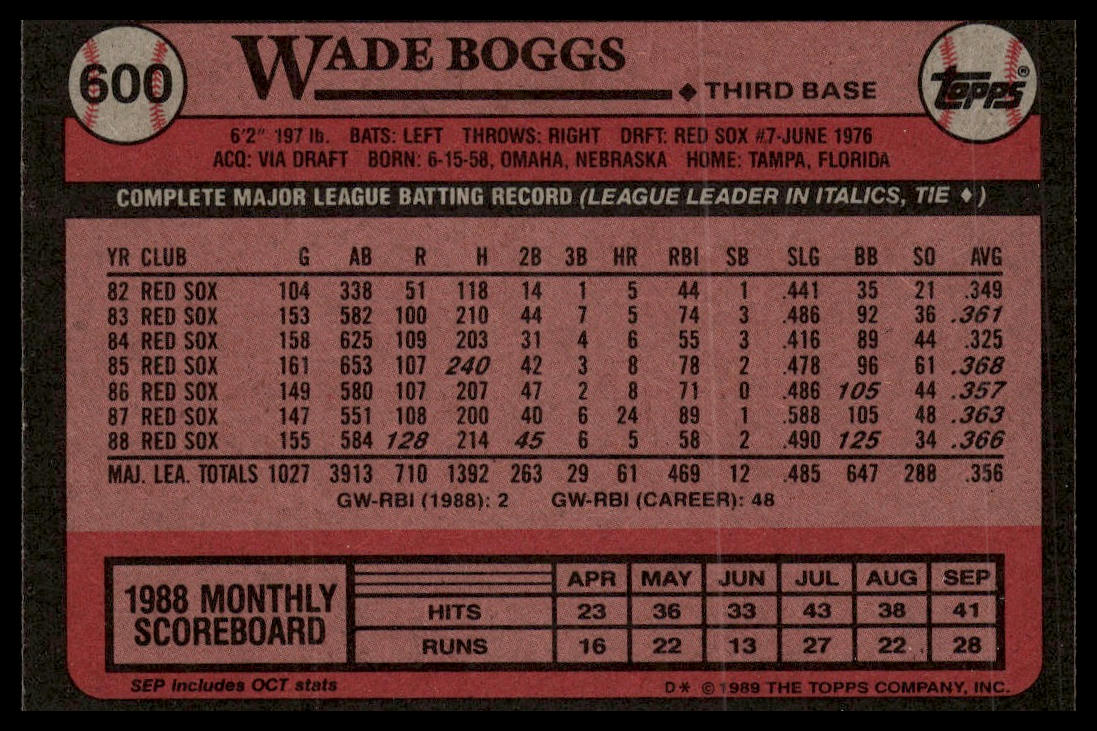 600
WADE BOGGS
♦ THIRD BASE
TOPPS®
6'2" 197 lb. BATS: LEFT THROWS: RIGHT DRFT: RED SOX #7-JUNE 1976
ACQ: VIA DRAFT BORN: 6-15-58, OMAHA, NEBRASKA HOME: TAMPA, FLORIDA
COMPLETE MAJOR LEAGUE BATTING RECORD (LEAGUE LEADER IN ITALICS, TIE ♦)
YR CLUB G AB R H 2B 3B HR RBI SB SLG BB SO AVG
82 RED SOX 104 338 51 118 14 1 5 44 1 .441 35 21 .349
83 RED SOX 153 582 100 210 44 7 5 74 3 .486 92 36 .361
84 RED SOX 158 625 109 203 31 4 6 55 3 .416 89 44 .325
85 RED SOX 161 653 107 240 42 3 8 78 2 .478 96 61 .368
86 RED SOX 149 580 107 207 47 2 8 71 0 .486 105 44 .357
87 RED SOX 147 551 108 200 40 6 24 89 1 .588 105 48 .363
88 RED SOX 155 584 128 214 45 6 5 58 2 .490 125 34 .366
MAJ. LEA. TOTALS 1027 3913 710 1392 263 29 61 469 12 .485 647 288 .356
GW-RBI (1988): 2 GW-RBI (CAREER): 48
1988 MONTHLY
SCOREBOARD
APR MAY JUN JUL AUG SEP
HITS 23 36 33 43 38 41
RUNS 16 22 13 27 22 28
SEP includes OCT stats
D* ©1989 THE TOPPS COMPANY, INC.